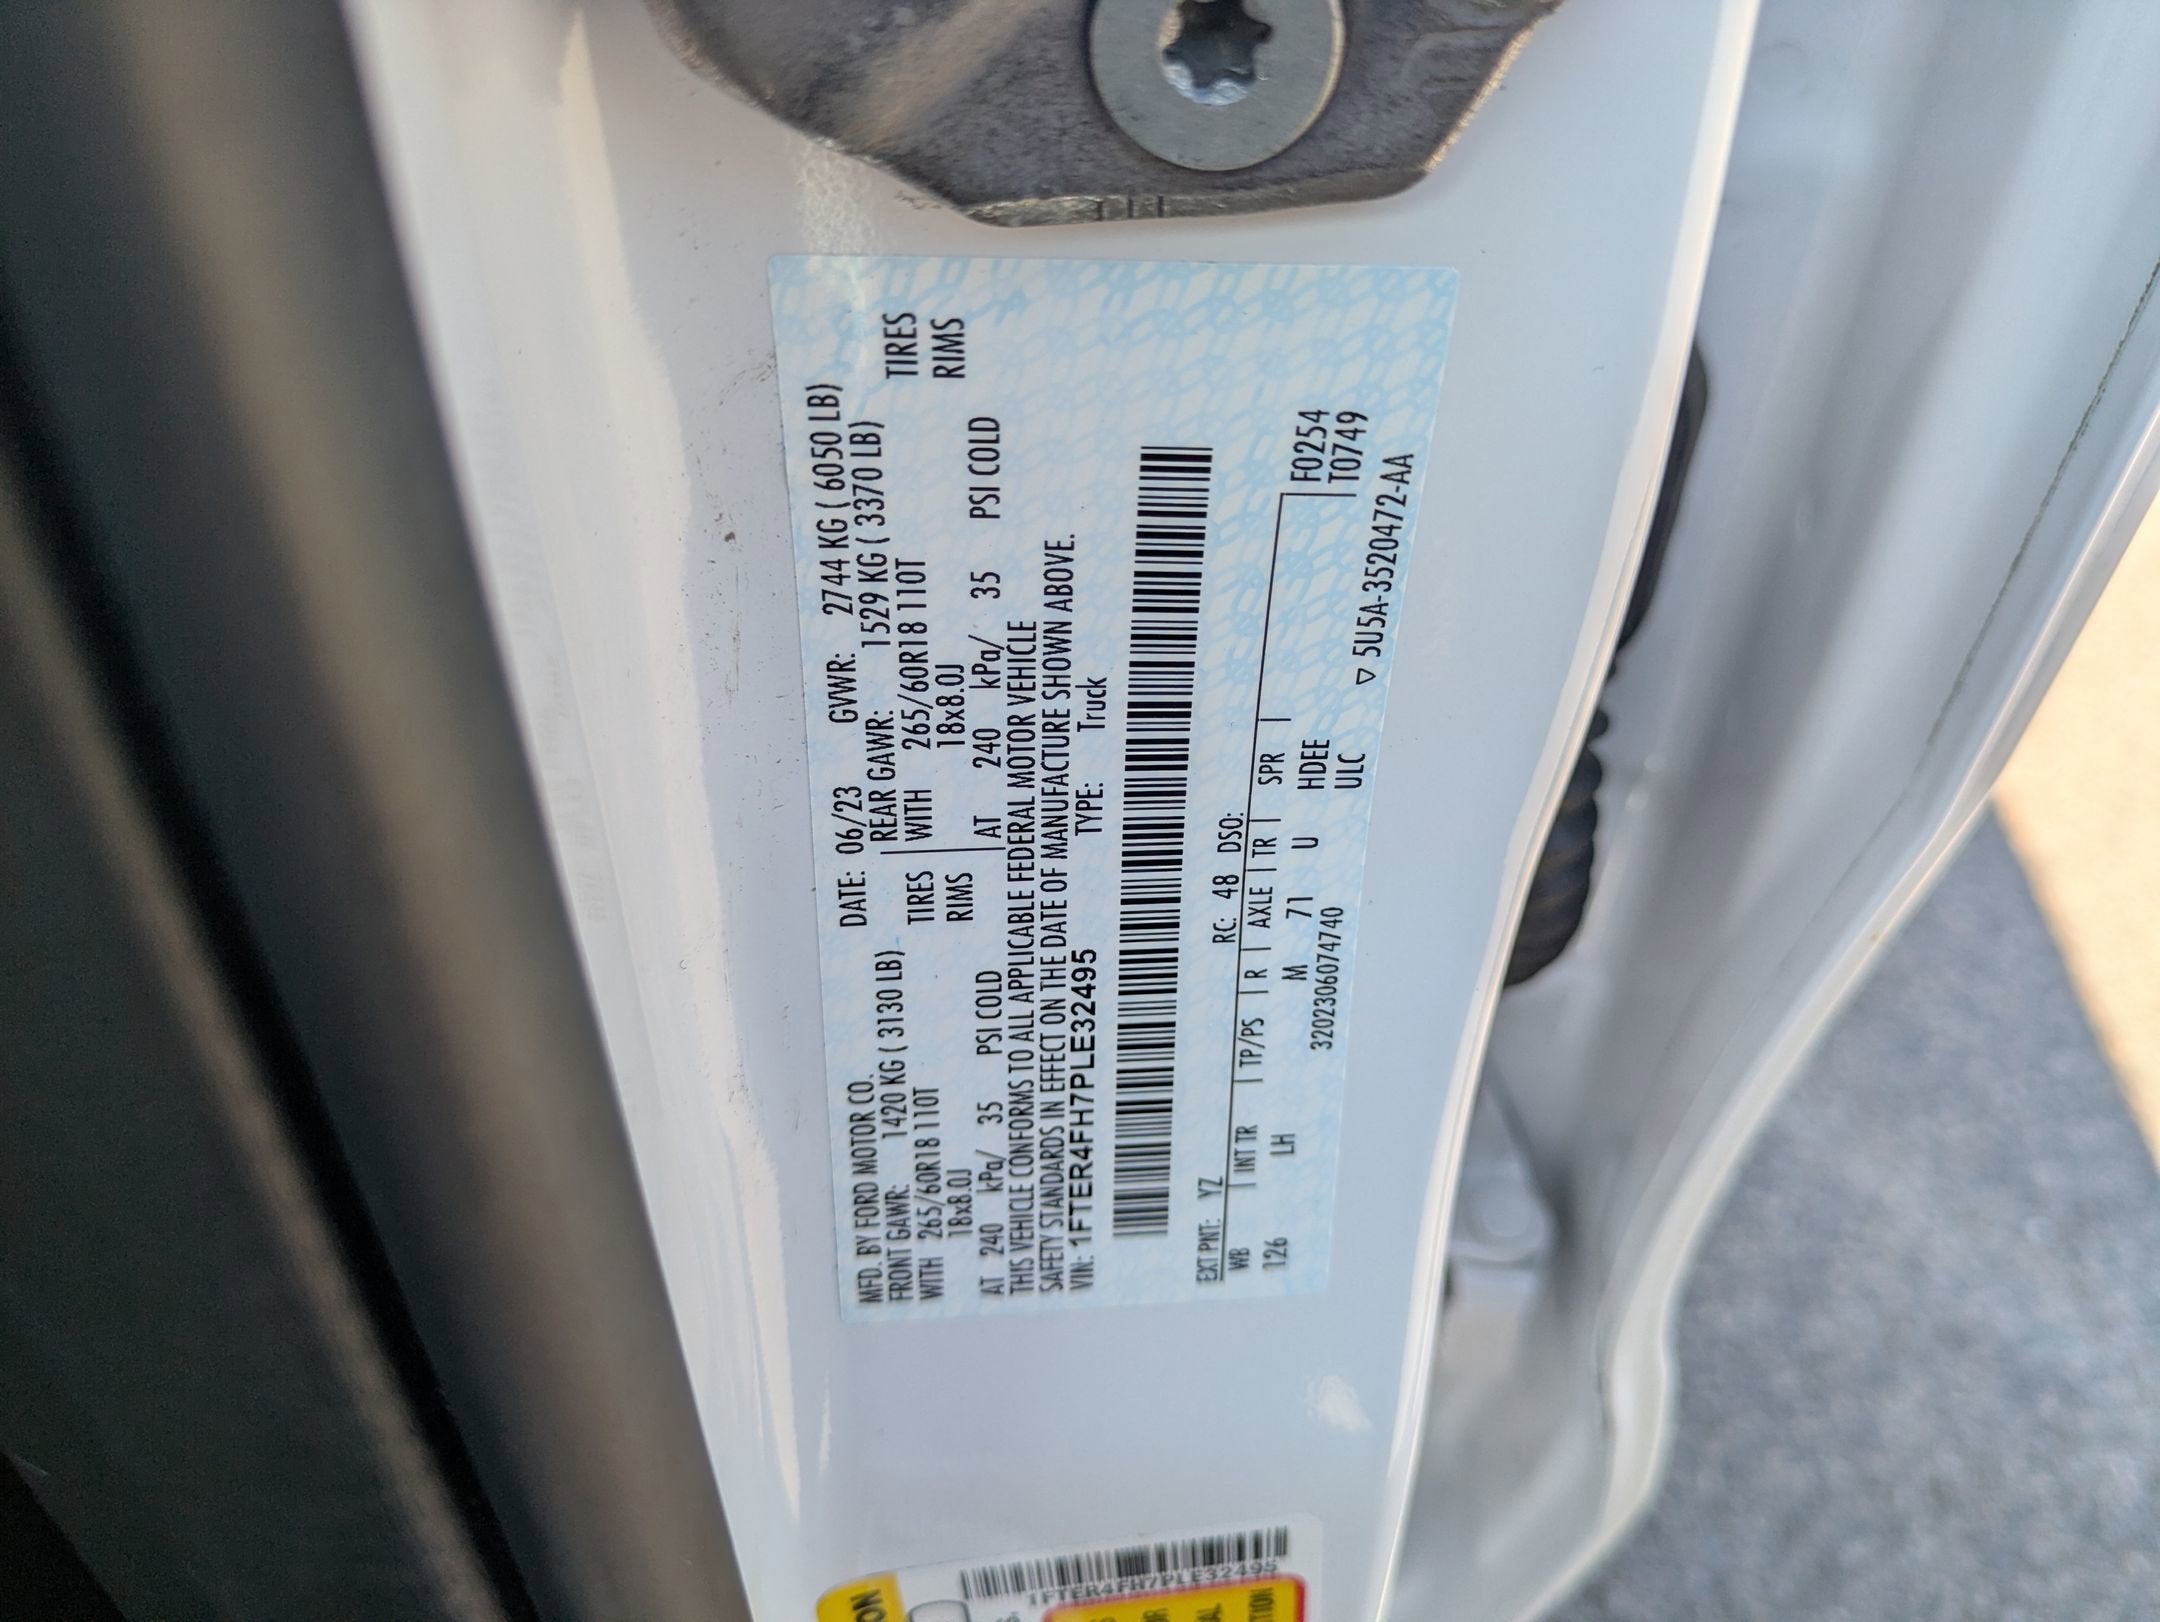 MFD. BY FORD MOTOR CO. DATE: 06/23 GVWR: 2744 KG ( 6050 LB)
FRONT GAWR: 1420 KG ( 3130 LB) REAR GAWR: 1529 KG ( 3370 LB)
WITH 265/60R18 110T TIRES WITH 265/60R18 110T TIRES
18x8.0J RIMS 18x8.0J RIMS
AT 240 kPa/ 35 PSI COLD AT 240 kPa/ 35 PSI COLD
THIS VEHICLE CONFORMS TO ALL APPLICABLE FEDERAL MOTOR VEHICLE
SAFETY STANDARDS IN EFFECT ON THE DATE OF MANUFACTURE SHOWN ABOVE.
VIN: 1FTER4FH7PLE32495 TYPE: Truck
EXT PNT: YZ RC: 48 DSO:
WB | INT TR | TP/PS | R | AXLE | TR | SPR |
126 LH M 71 U HDEE F0254
3202306074740 ULC T0749
▽ 5U5A-3520472-AA
1FTER4FH7PLE32495